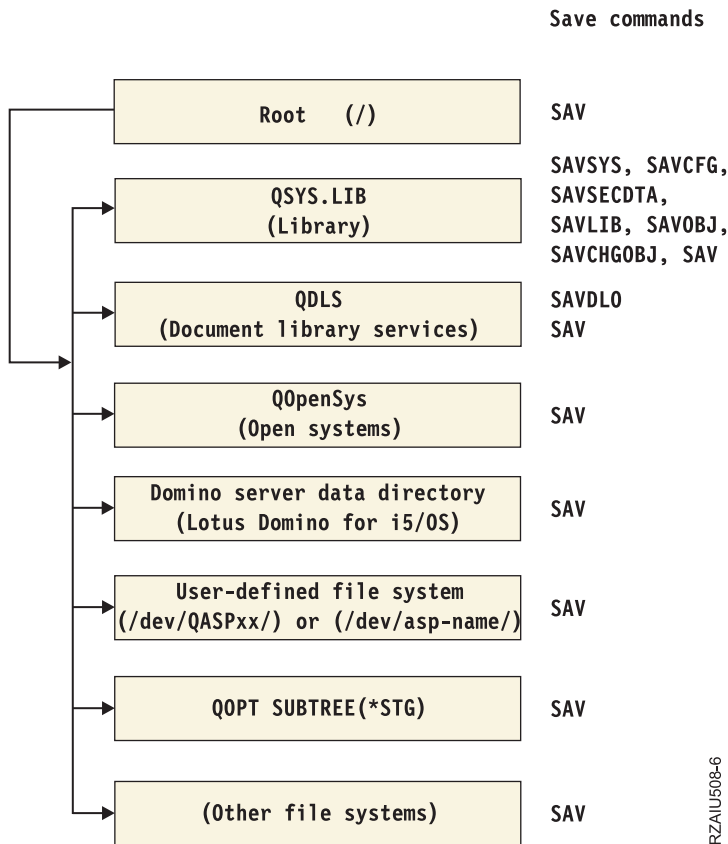 Save commands
Root (/)
SAV
QSYS.LIB
(Library)
SAVSYS, SAVCFG,
SAVSECDTA,
SAVLIB, SAVOBJ,
SAVCHGOBJ, SAV
QDLS
(Document library services)
SAVDLO
SAV
QOpenSys
(Open systems)
SAV
Domino server data directory
(Lotus Domino for i5/OS)
SAV
User-defined file system
(/dev/QASPxx/) or (/dev/asp-name/)
SAV
QOPT SUBTREE(*STG)
SAV
(Other file systems)
SAV
RZAIU508-6